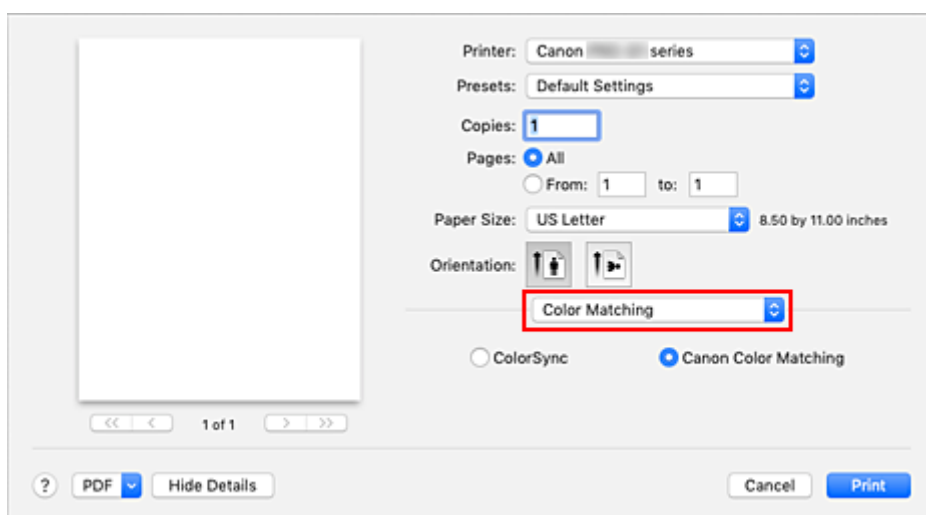 Printer: Canon series
Presets: Default Settings
Copies: 1
Pages: All
From: 1 to: 1
Paper Size: US Letter 8.50 by 11.00 inches
Orientation:
Color Matching
ColorSync Canon Color Matching
<< < 1 of 1 > >>
? PDF Hide Details Cancel Print